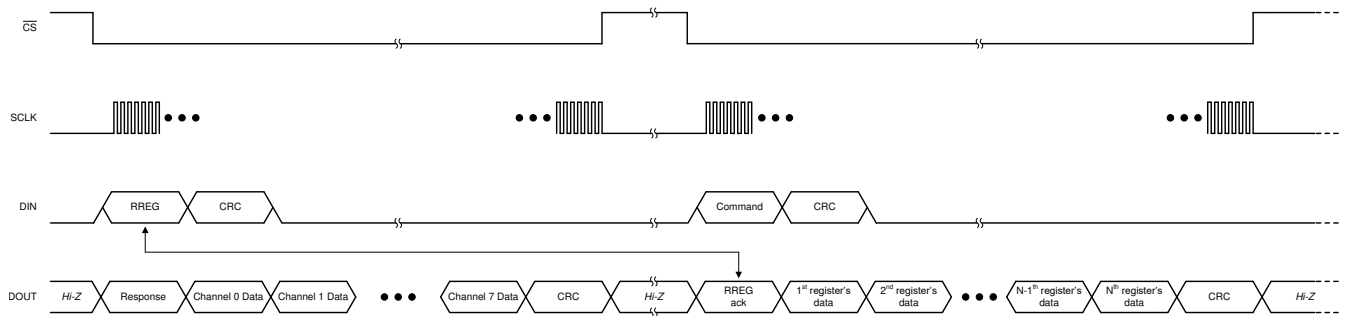 CS
SCLK
DIN
RREG
CRC
Command
CRC
DOUT
Hi-Z
Response
Channel 0 Data
Channel 1 Data
Channel 7 Data
CRC
Hi-Z
RREG
ack
1st register's
data
2nd register's
data
N-1th register's
data
Nth register's
data
CRC
Hi-Z